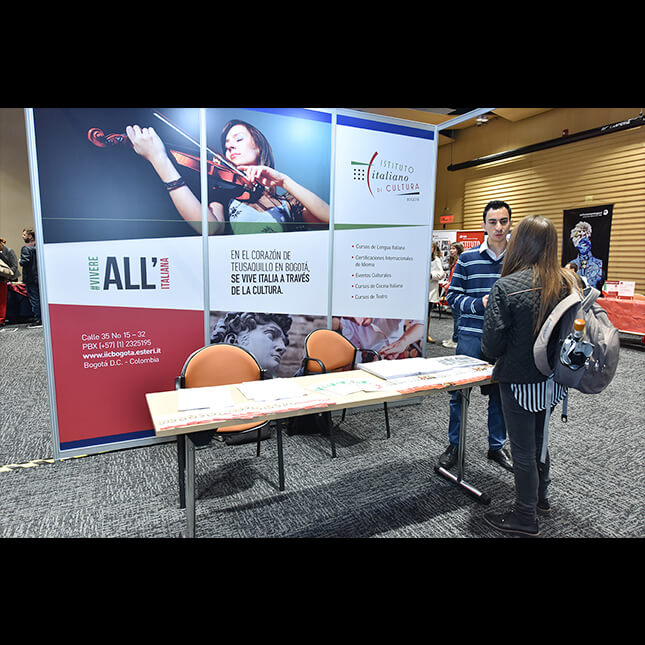 #VIVERE
ALL'
ITALIANA
Calle 35 No 15 – 32
PBX (+57) (1) 2325195
www.iicbogota.esteri.it
Bogotá D.C. - Colombia
EN EL CORAZÓN DE
TEUSAQUILLO EN BOGOTÁ,
SE VIVE ITALIA A TRAVÉS
DE LA CULTURA.
ISTITUTO
italiano
DI CULTURA
BOGOTÁ
• Cursos de Lengua Italiana
• Certificaciones Internacionales
de Idioma
• Eventos Culturales
• Cursos de Cocina Italiana
• Cursos de Teatro